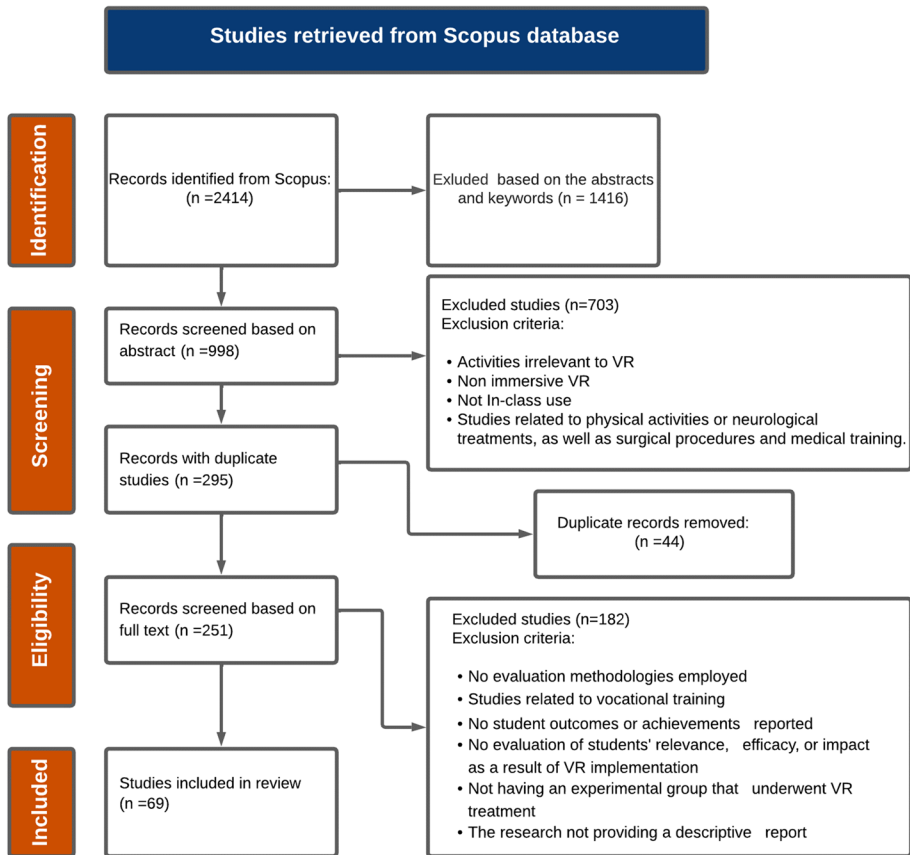 Studies retrieved from Scopus database
Identification
Records identified from Scopus:
(n =2414)
Exluded based on the abstracts
and keywords (n = 1416)
Screening
Records screened based on
abstract (n =998)
Excluded studies (n=703)
Exclusion criteria:
• Activities irrelevant to VR
• Non immersive VR
• Not In-class use
• Studies related to physical activities or neurological
treatments, as well as surgical procedures and medical training.
Records with duplicate
studies (n =295)
Duplicate records removed:
(n =44)
Eligibility
Records screened based on
full text (n =251)
Excluded studies (n=182)
Exclusion criteria:
• No evaluation methodologies employed
• Studies related to vocational training
• No student outcomes or achievements reported
• No evaluation of students' relevance, efficacy, or impact
as a result of VR implementation
• Not having an experimental group that underwent VR
treatment
• The research not providing a descriptive report
Included
Studies included in review
(n =69)